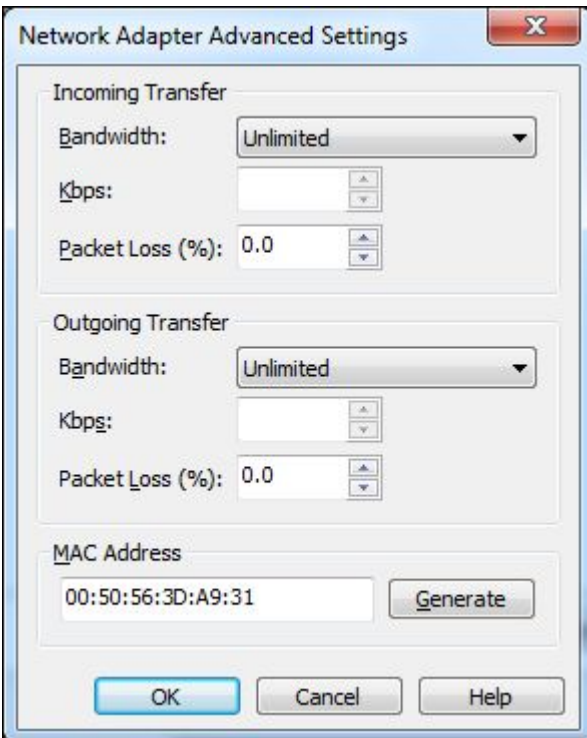 Network Adapter Advanced Settings
Incoming Transfer
Bandwidth: Unlimited
Kbps:
Packet Loss (%): 0.0
Outgoing Transfer
Bandwidth: Unlimited
Kbps:
Packet Loss (%): 0.0
MAC Address
00:50:56:3D:A9:31 Generate
OK Cancel Help